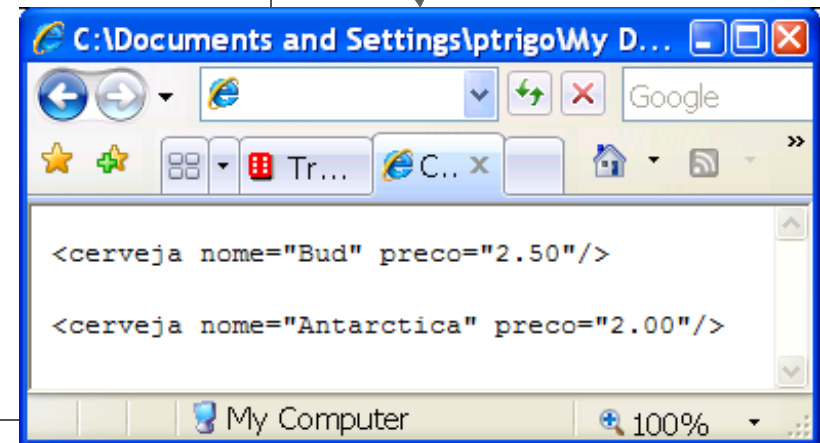 C:\Documents and Settings\ptrigo\My D...
Google
Tr... C.. x
<cerveja nome="Bud" preco="2.50"/>
<cerveja nome="Antarctica" preco="2.00"/>
My Computer 100%